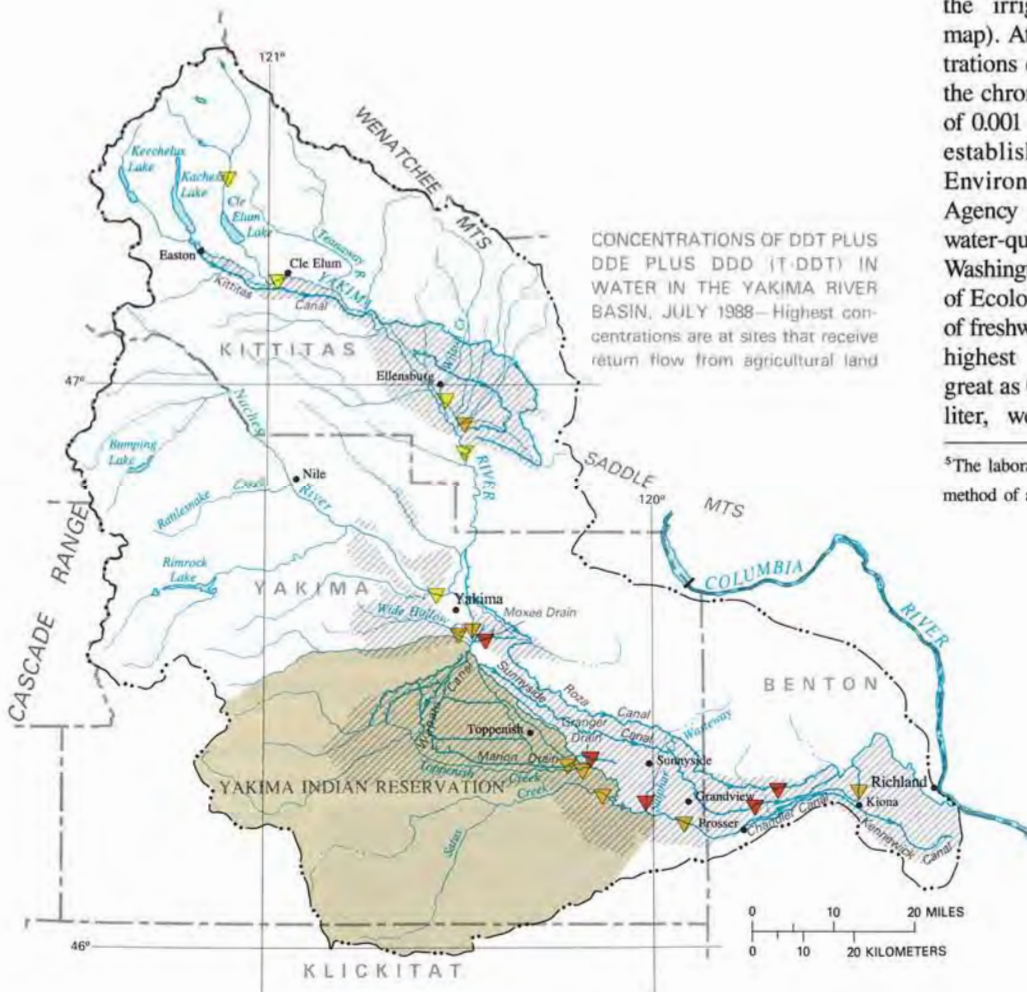 121°
WENATCHEE MTS
Keechelus
Lake
Kachess
Lake
Cle
Elum
Lake
Teanaway R
Easton
Cle Elum
YAKIMA
Kittitas
Canal
KITTITAS
Wilson Cr
Ellensburg
47°
CONCENTRATIONS OF DDT PLUS
DDE PLUS DDD (T-DDT) IN
WATER IN THE YAKIMA RIVER
BASIN, JULY 1988—Highest con-
centrations are at sites that receive
return flow from agricultural land
Naches
River
RIVER
Bumping
Lake
Nile
Rattlesnake Creek
SADDLE MTS
120°
CASCADE RANGE
Rimrock
Lake
COLUMBIA
RIVER
YAKIMA
Yakima
Wide Hollow
Moxee Drain
BENTON
Sunnyside
Canal
Roza
Canal
Canal
Granger
Drain
Wasteway
Toppenish
Marion Drain
Sunnyside
Toppenish Creek
YAKIMA INDIAN RESERVATION
Creek
Satus
Sulphur
Grandview
Richland
Kiona
Prosser
Chandler Canal
Kennewick
Canal
0 10 20 MILES
0 10 20 KILOMETERS
46°
KLICKITAT
the irrig
map). At
trations
the chron
of 0.001
establish
Environ
Agency
water-qu
Washing
of Ecolo
of freshw
highest
great as
liter, we
5The labora
method of